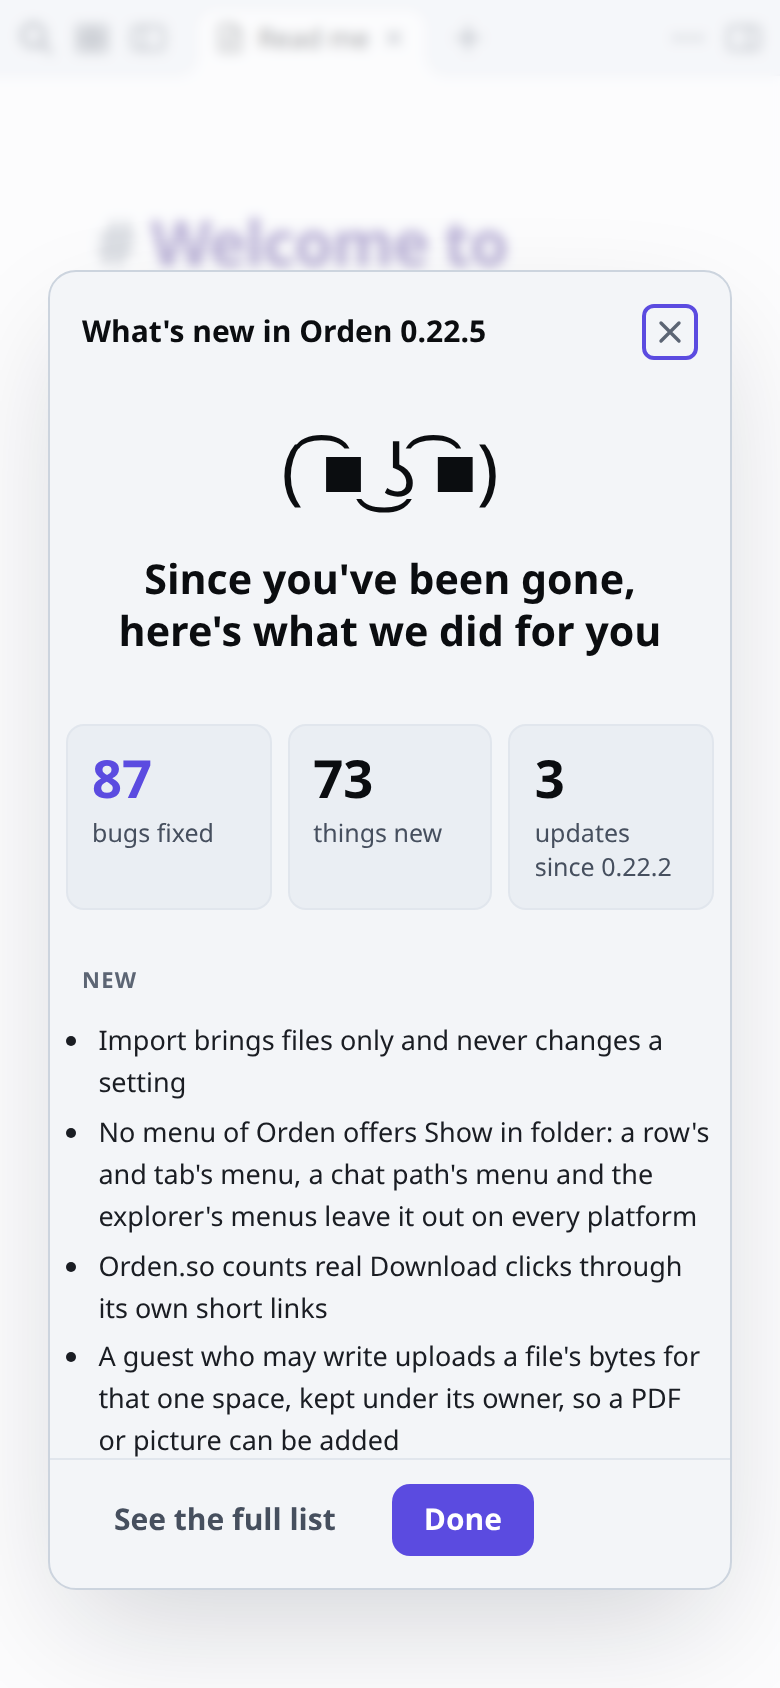 Read me
# Welcome to
What's new in Orden 0.22.5
( ͡■ ͜ʖ ͡■)
Since you've been gone,
here's what we did for you
87
bugs fixed
73
things new
3
updates
since 0.22.2
NEW
Import brings files only and never changes a
setting
No menu of Orden offers Show in folder: a row's
and tab's menu, a chat path's menu and the
explorer's menus leave it out on every platform
Orden.so counts real Download clicks through
its own short links
A guest who may write uploads a file's bytes for
that one space, kept under its owner, so a PDF
or picture can be added
See the full list
Done